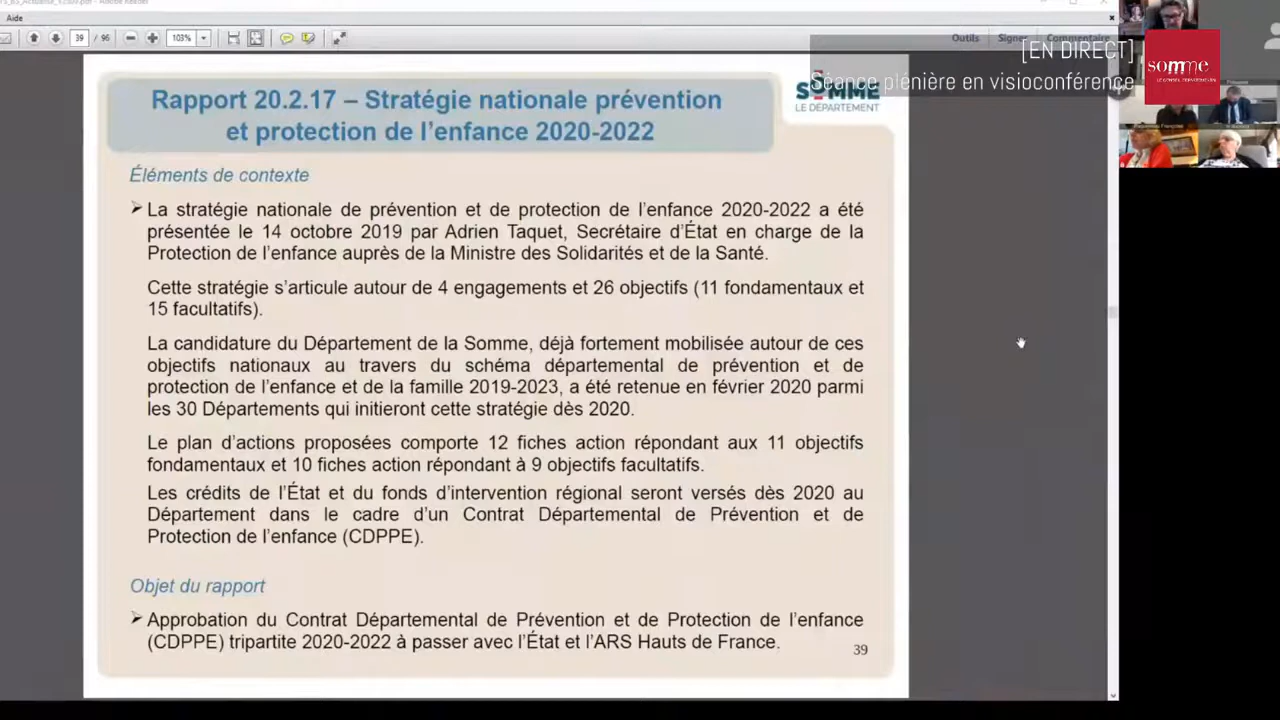 Aide
39 / 96
103%
Outils
Signer
Commentaire
[EN DIRECT]
Séance plénière en visioconférence
somme
LE CONSEIL DÉPARTEMENTAL
SOMME
LE DÉPARTEMENT
Rapport 20.2.17 – Stratégie nationale prévention
et protection de l’enfance 2020-2022
Éléments de contexte
La stratégie nationale de prévention et de protection de l’enfance 2020-2022 a été
présentée le 14 octobre 2019 par Adrien Taquet, Secrétaire d’État en charge de la
Protection de l’enfance auprès de la Ministre des Solidarités et de la Santé.
Cette stratégie s’articule autour de 4 engagements et 26 objectifs (11 fondamentaux et
15 facultatifs).
La candidature du Département de la Somme, déjà fortement mobilisée autour de ces
objectifs nationaux au travers du schéma départemental de prévention et de
protection de l’enfance et de la famille 2019-2023, a été retenue en février 2020 parmi
les 30 Départements qui initieront cette stratégie dès 2020.
Le plan d’actions proposées comporte 12 fiches action répondant aux 11 objectifs
fondamentaux et 10 fiches action répondant à 9 objectifs facultatifs.
Les crédits de l’État et du fonds d’intervention régional seront versés dès 2020 au
Département dans le cadre d’un Contrat Départemental de Prévention et de
Protection de l’enfance (CDPPE).
Objet du rapport
Approbation du Contrat Départemental de Prévention et de Protection de l’enfance
(CDPPE) tripartite 2020-2022 à passer avec l’État et l’ARS Hauts de France.
39